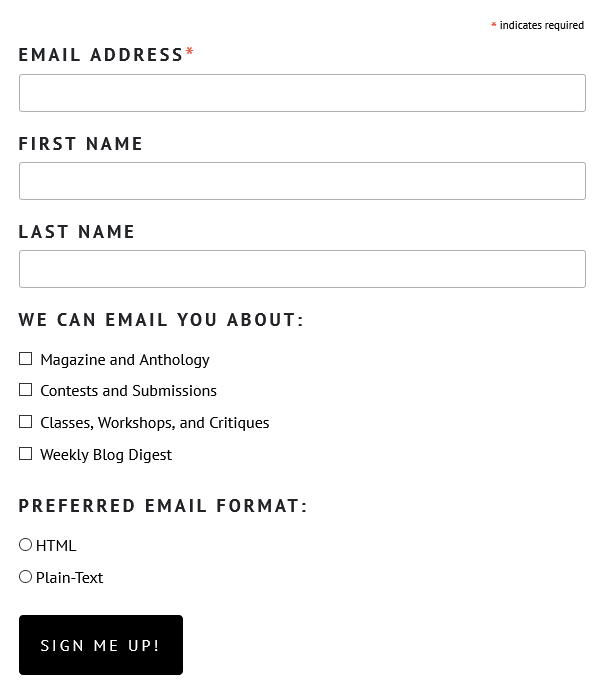 * indicates required
EMAIL ADDRESS*
FIRST NAME
LAST NAME
WE CAN EMAIL YOU ABOUT:
Magazine and Anthology
Contests and Submissions
Classes, Workshops, and Critiques
Weekly Blog Digest
PREFERRED EMAIL FORMAT:
HTML
Plain-Text
SIGN ME UP!